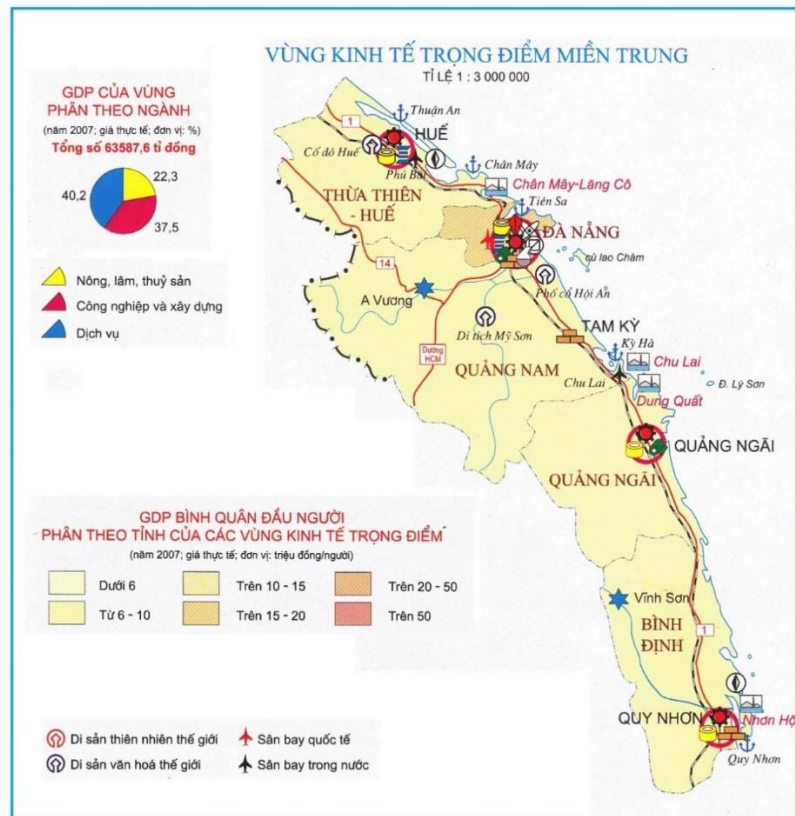 VÙNG KINH TẾ TRỌNG ĐIỂM MIỀN TRUNG
TỈ LỆ 1 : 3 000 000
GDP CỦA VÙNG
PHÂN THEO NGÀNH
(năm 2007; giá thực tế; đơn vị: %)
Tổng số 63587,6 tỉ đồng
40,2
22,3
37,5
Nông, lâm, thuỷ sản
Công nghiệp và xây dựng
Dịch vụ
Thuận An
1
HUẾ
Cố đô Huế
Phú Bài
Chân Mây
Chân Mây-Lăng Cô
THỪA THIÊN
- HUẾ
Tiên Sa
ĐÀ NẴNG
cù lao Chàm
14
A Vương
Phố cổ Hội An
Di tích Mỹ Sơn
TAM KỲ
Đường
HCM
Kỳ Hà
QUẢNG NAM
Chu Lai
Chu Lai
Đ. Lý Sơn
Dung Quất
QUẢNG NGÃI
QUẢNG NGÃI
GDP BÌNH QUÂN ĐẦU NGƯỜI
PHÂN THEO TỈNH CỦA CÁC VÙNG KINH TẾ TRỌNG ĐIỂM
(năm 2007; giá thực tế; đơn vị: triệu đồng/người)
Dưới 6
Trên 10 - 15
Trên 20 - 50
Từ 6 - 10
Trên 15 - 20
Trên 50
Vĩnh Sơn
BÌNH
ĐỊNH
1
QUY NHƠN
Nhơn Hộ
Quy Nhơn
Di sản thiên nhiên thế giới
Sân bay quốc tế
Di sản văn hoá thế giới
Sân bay trong nước